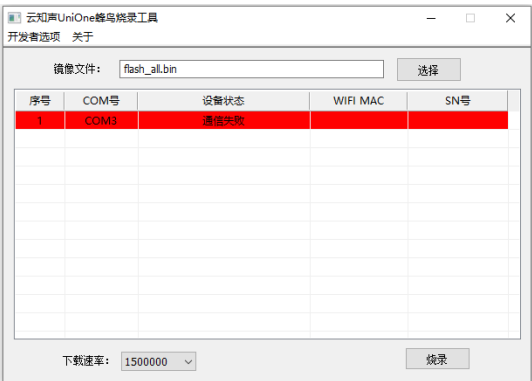 云知声UniOne蜂鸟烧录工具
开发者选项 关于
镜像文件： flash_all.bin 选择
序号 COM号 设备状态 WIFI MAC SN号
1 COM3 通信失败
下载速率： 1500000 烧录